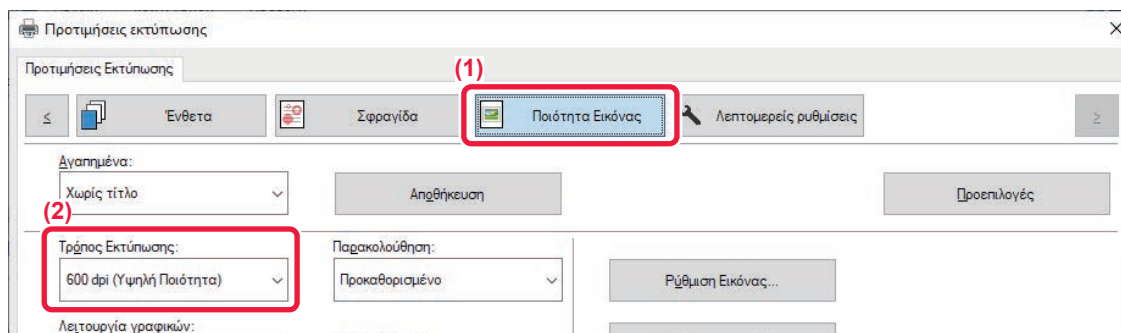 Προτιμήσεις εκτύπωσης
Προτιμήσεις Εκτύπωσης
(1)
< Ένθετα Σφραγίδα Ποιότητα Εικόνας Λεπτομερείς ρυθμίσεις >
Αγαπημένα:
Χωρίς τίτλο Αποθήκευση Προεπιλογές
(2)
Τρόπος Εκτύπωσης: Παρακολούθηση:
600 dpi (Υψηλή Ποιότητα) Προκαθορισμένο Ρύθμιση Εικόνας...
Λειτουργία γραφικών: